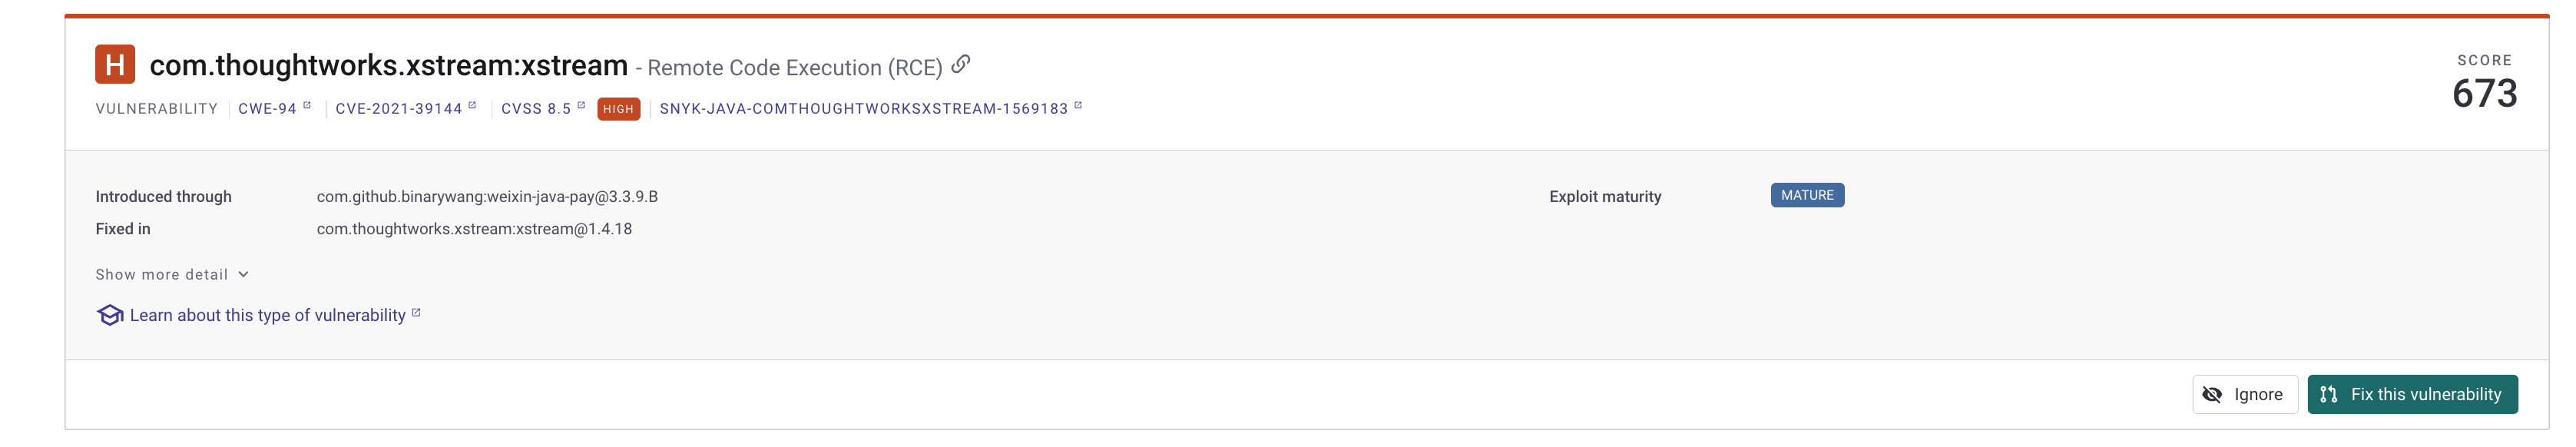 H com.thoughtworks.xstream:xstream - Remote Code Execution (RCE)
SCORE
673
VULNERABILITY CWE-94 CVE-2021-39144 CVSS 8.5 HIGH SNYK-JAVA-COMTHOUGHTWORKSXSTREAM-1569183
Introduced through com.github.binarywang:weixin-java-pay@3.3.9.B Exploit maturity MATURE
Fixed in com.thoughtworks.xstream:xstream@1.4.18
Show more detail
Learn about this type of vulnerability
Ignore Fix this vulnerability